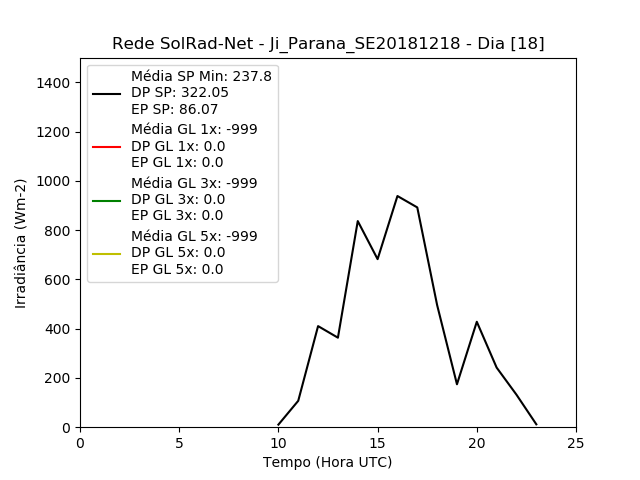 Rede SolRad-Net - Ji_Parana_SE20181218 - Dia [18]
Média SP Min: 237.8
DP SP: 322.05
EP SP: 86.07
Média GL 1x: -999
DP GL 1x: 0.0
EP GL 1x: 0.0
Média GL 3x: -999
DP GL 3x: 0.0
EP GL 3x: 0.0
Média GL 5x: -999
DP GL 5x: 0.0
EP GL 5x: 0.0
Irradiância (Wm-2)
1400
1200
1000
800
600
400
200
0
0 5 10 15 20 25
Tempo (Hora UTC)